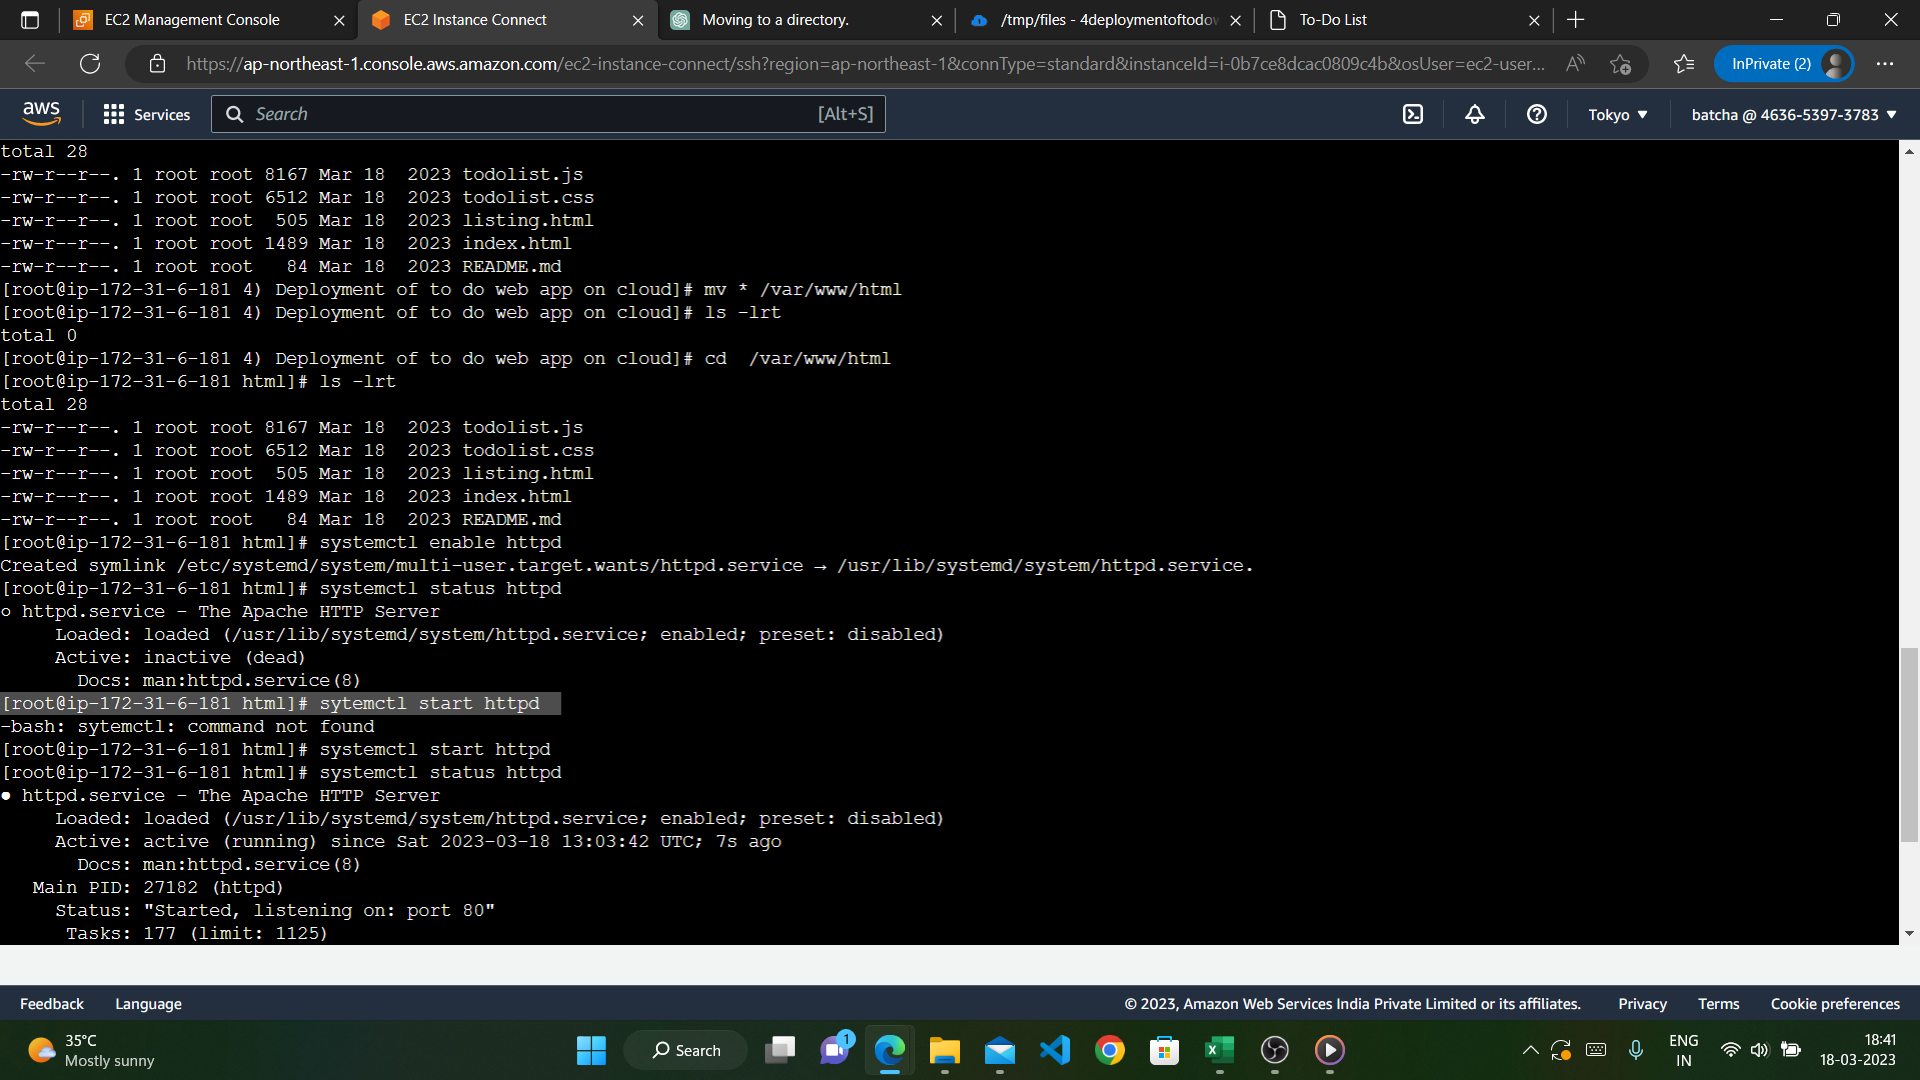 EC2 Management Console
EC2 Instance Connect
Moving to a directory.
/tmp/files - 4deploymentoftodov
To-Do List
https://ap-northeast-1.console.aws.amazon.com/ec2-instance-connect/ssh?region=ap-northeast-1&connType=standard&instanceId=i-0b7ce8dcac0809c4b&osUser=ec2-user...
InPrivate (2)
aws
Services
Search
[Alt+S]
Tokyo ▼
batcha @ 4636-5397-3783 ▼
total 28
-rw-r--r--. 1 root root 8167 Mar 18  2023 todolist.js
-rw-r--r--. 1 root root 6512 Mar 18  2023 todolist.css
-rw-r--r--. 1 root root  505 Mar 18  2023 listing.html
-rw-r--r--. 1 root root 1489 Mar 18  2023 index.html
-rw-r--r--. 1 root root   84 Mar 18  2023 README.md
[root@ip-172-31-6-181 4) Deployment of to do web app on cloud]# mv * /var/www/html
[root@ip-172-31-6-181 4) Deployment of to do web app on cloud]# ls -lrt
total 0
[root@ip-172-31-6-181 4) Deployment of to do web app on cloud]# cd  /var/www/html
[root@ip-172-31-6-181 html]# ls -lrt
total 28
-rw-r--r--. 1 root root 8167 Mar 18  2023 todolist.js
-rw-r--r--. 1 root root 6512 Mar 18  2023 todolist.css
-rw-r--r--. 1 root root  505 Mar 18  2023 listing.html
-rw-r--r--. 1 root root 1489 Mar 18  2023 index.html
-rw-r--r--. 1 root root   84 Mar 18  2023 README.md
[root@ip-172-31-6-181 html]# systemctl enable httpd
Created symlink /etc/systemd/system/multi-user.target.wants/httpd.service → /usr/lib/systemd/system/httpd.service.
[root@ip-172-31-6-181 html]# systemctl status httpd
○ httpd.service - The Apache HTTP Server
     Loaded: loaded (/usr/lib/systemd/system/httpd.service; enabled; preset: disabled)
     Active: inactive (dead)
       Docs: man:httpd.service(8)
[root@ip-172-31-6-181 html]# sytemctl start httpd
-bash: sytemctl: command not found
[root@ip-172-31-6-181 html]# systemctl start httpd
[root@ip-172-31-6-181 html]# systemctl status httpd
● httpd.service - The Apache HTTP Server
     Loaded: loaded (/usr/lib/systemd/system/httpd.service; enabled; preset: disabled)
     Active: active (running) since Sat 2023-03-18 13:03:42 UTC; 7s ago
       Docs: man:httpd.service(8)
   Main PID: 27182 (httpd)
     Status: "Started, listening on: port 80"
      Tasks: 177 (limit: 1125)
Feedback
Language
© 2023, Amazon Web Services India Private Limited or its affiliates.
Privacy
Terms
Cookie preferences
35°C
Mostly sunny
Search
1
ENG
IN
18:41
18-03-2023